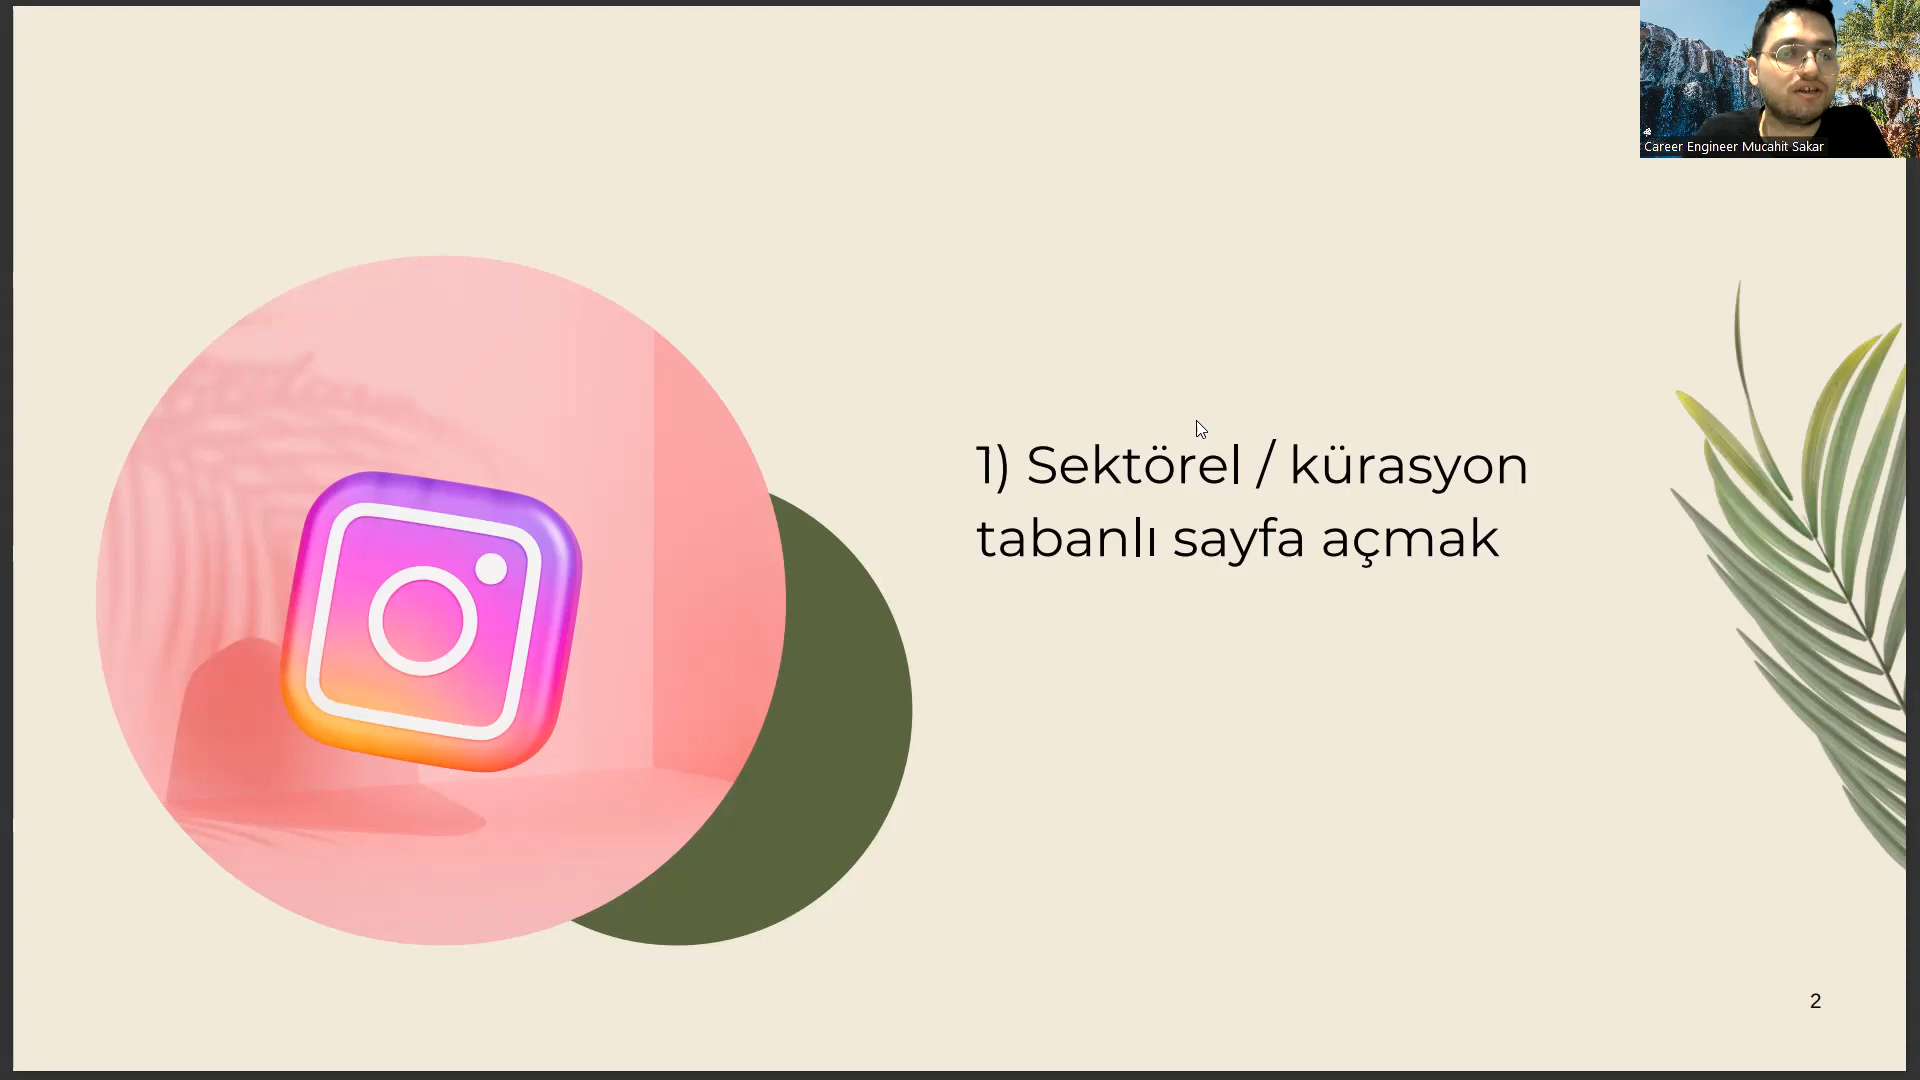 Career Engineer Mucahit Sakar
1) Sektörel / kürasyon
tabanlı sayfa açmak
2